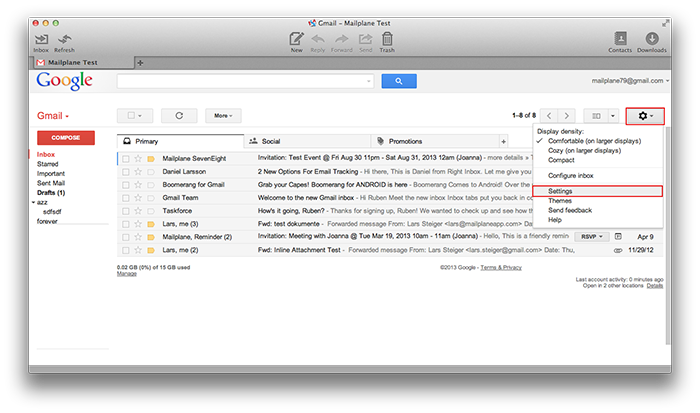 Gmail – Mailplane Test
Inbox Refresh New Reply Forward Send Trash Contacts Downloads
Mailplane Test
Google mailplane79@gmail.com
Gmail More 1–8 of 8
COMPOSE
Inbox
Starred
Important
Sent Mail
Drafts (1)
azz
sdfsdf
forever
Primary Social Promotions +
Mailplane SevenEight Invitation: Test Event @ Fri Aug 30 11pm - Sat Aug 31, 2013 12am (Joanna) - more details »
Daniel Larsson 2 New Options For Email Tracking - Hi there, This is Daniel from Right Inbox. Let me give you
Boomerang for Gmail Grab your Capes! Boomerang for ANDROID is here - Boomerang Comes to Android! Over the
Gmail Team Welcome to the new Gmail inbox - Hi Ruben Meet the new inbox Inbox tabs put you back in co
Taskforce How's it going, Ruben? - Thanks for signing up, Ruben! We wanted to check up and see how th
Lars, me (3) Fwd: test dokumente - Forwarded message From: Lars Steiger <lars@mailplaneapp.com>
Mailplane, Reminder (2) Invitation: Meeting with Joanna @ Tue Mar 19, 2013 10am - 11am (Joanna) - Hello, This is a friendly remin RSVP Apr 9
Lars, me (2) Fwd: Inline Attachment Test - Forwarded message From: Lars Steiger <lars.steiger@gmail.com> Date: Thu, 11/29/12
Display density:
Comfortable (on larger displays)
Cozy (on larger displays)
Compact
Configure inbox
Settings
Themes
Send feedback
Help
0.02 GB (0%) of 15 GB used
Manage
©2013 Google - Terms & Privacy
Last account activity: 0 minutes ago
Open in 2 other locations Details